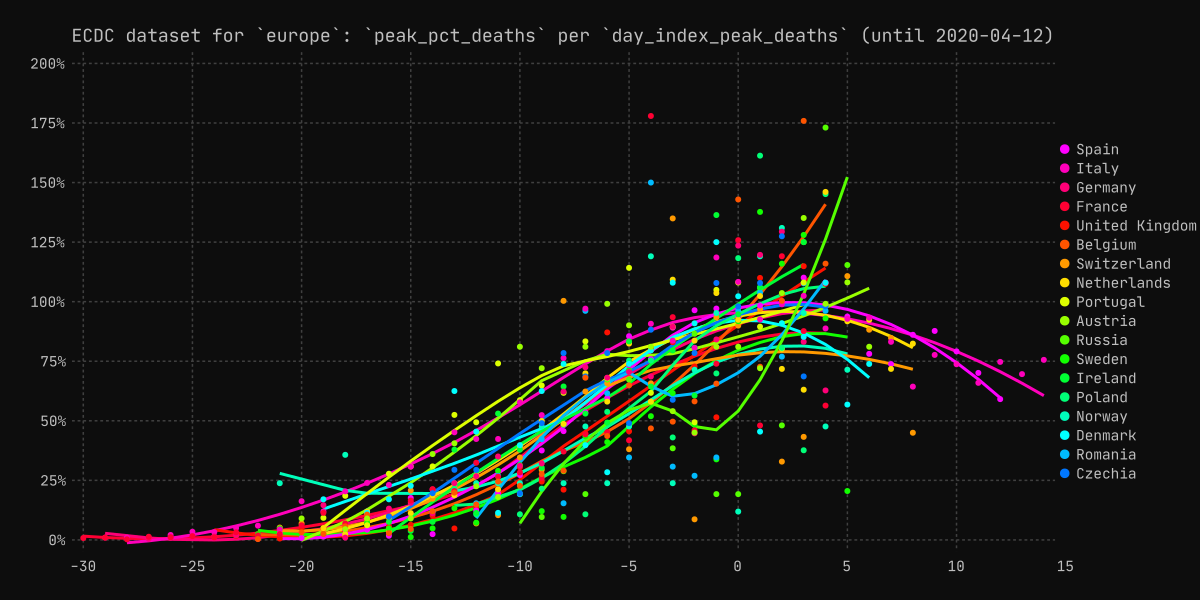 ECDC dataset for `europe`: `peak_pct_deaths` per `day_index_peak_deaths` (until 2020-04-12)
200%
175%
150%
125%
100%
75%
50%
25%
0%
-30 -25 -20 -15 -10 -5 0 5 10 15
Spain
Italy
Germany
France
United Kingdom
Belgium
Switzerland
Netherlands
Portugal
Austria
Russia
Sweden
Ireland
Poland
Norway
Denmark
Romania
Czechia